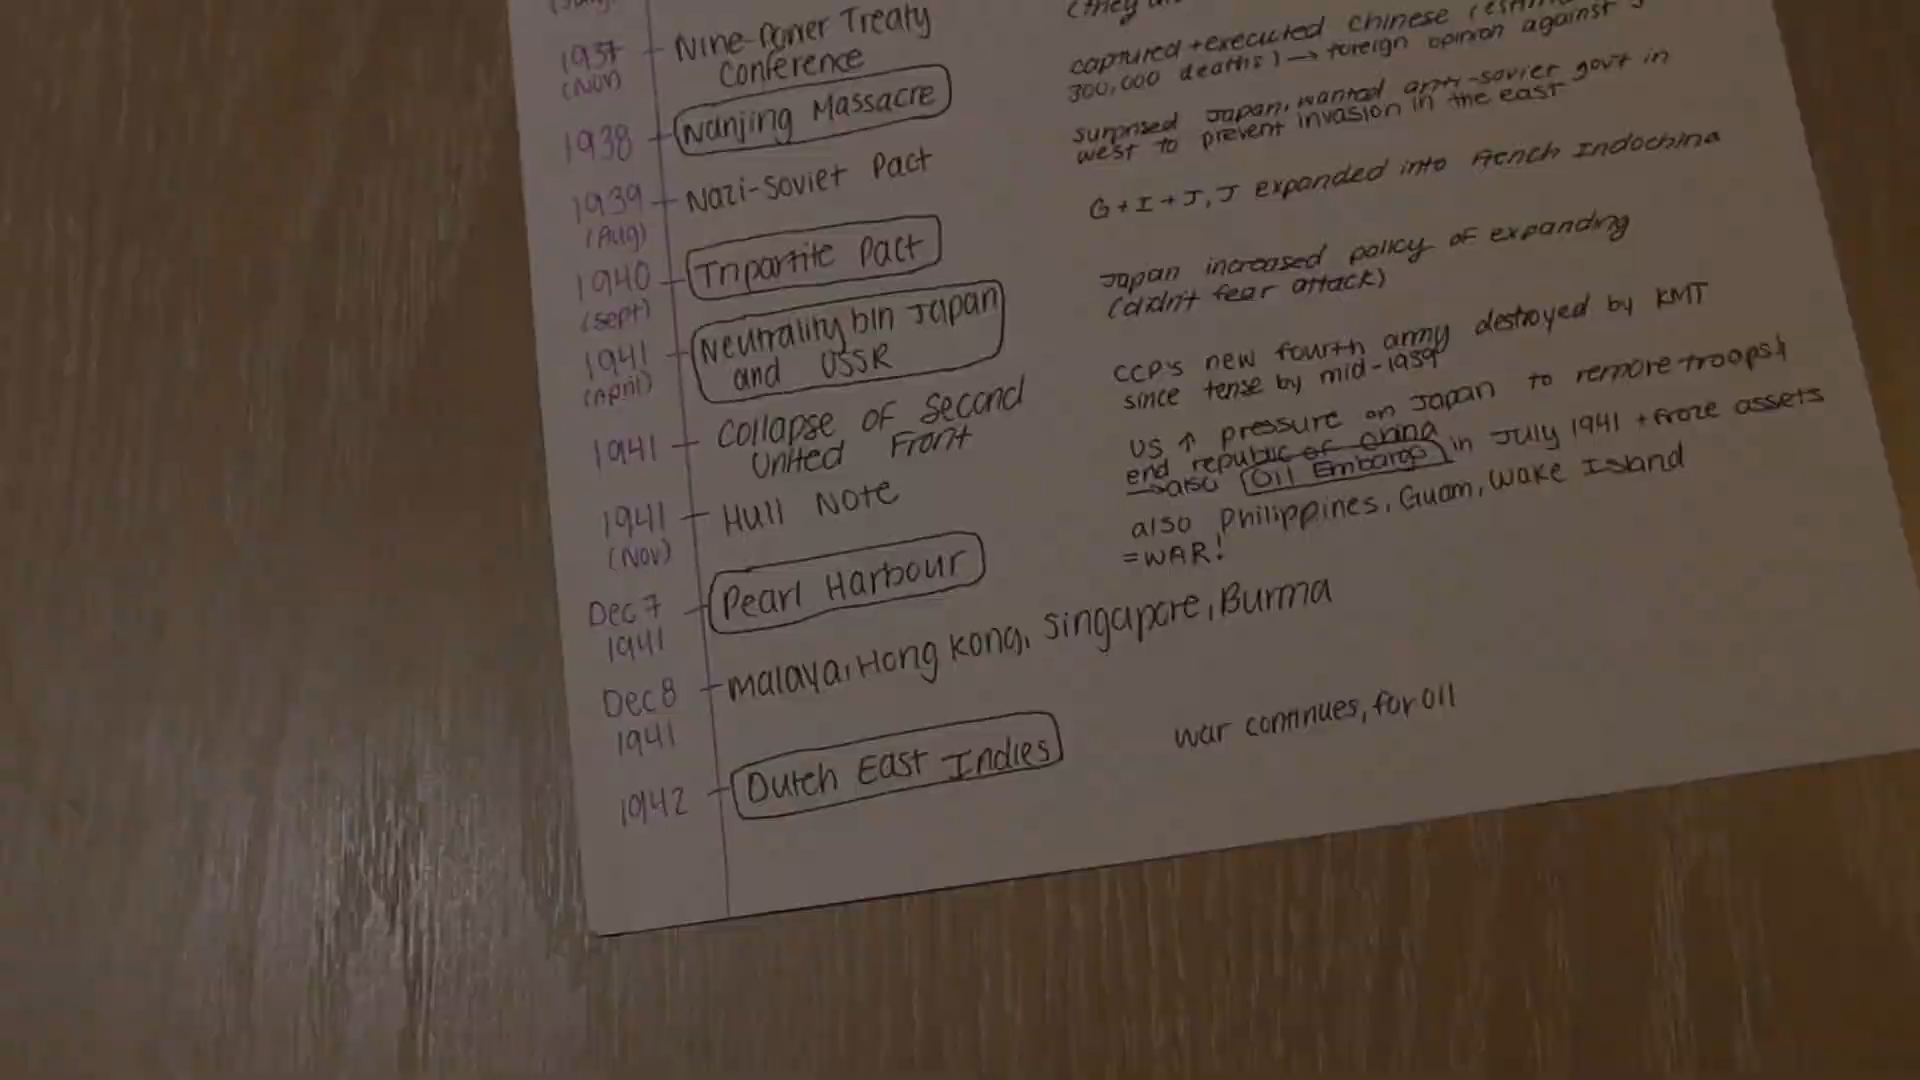 1937 Nine-Power Treaty
(Nov) Conference
captured + executed Chinese
300,000 deaths) → foreign opinion against
1938 Nanjing Massacre
surprised Japan, wanted anti-soviet govt in
west to prevent invasion in the east
1939 Nazi-Soviet Pact
(Aug)
G + I + J, J expanded into French Indochina
1940 Tripartite Pact
(Sept)
Japan increased policy of expanding
(didn't fear attack)
1941 Neutrality btn Japan
(April) and USSR
CCP's new fourth army destroyed by KMT
since tense by mid-1939
1941 Collapse of Second
United Front
US ↑ pressure on Japan to remove troops &
end republic of china
→ also Oil Embargo in July 1941 + froze assets
1941 Hull Note
(Nov)
also Philippines, Guam, Wake Island
= WAR!
Dec 7 Pearl Harbour
1941
Dec 8 Malaya, Hong Kong, Singapore, Burma
1941
1942 Dutch East Indies
war continues, for oil